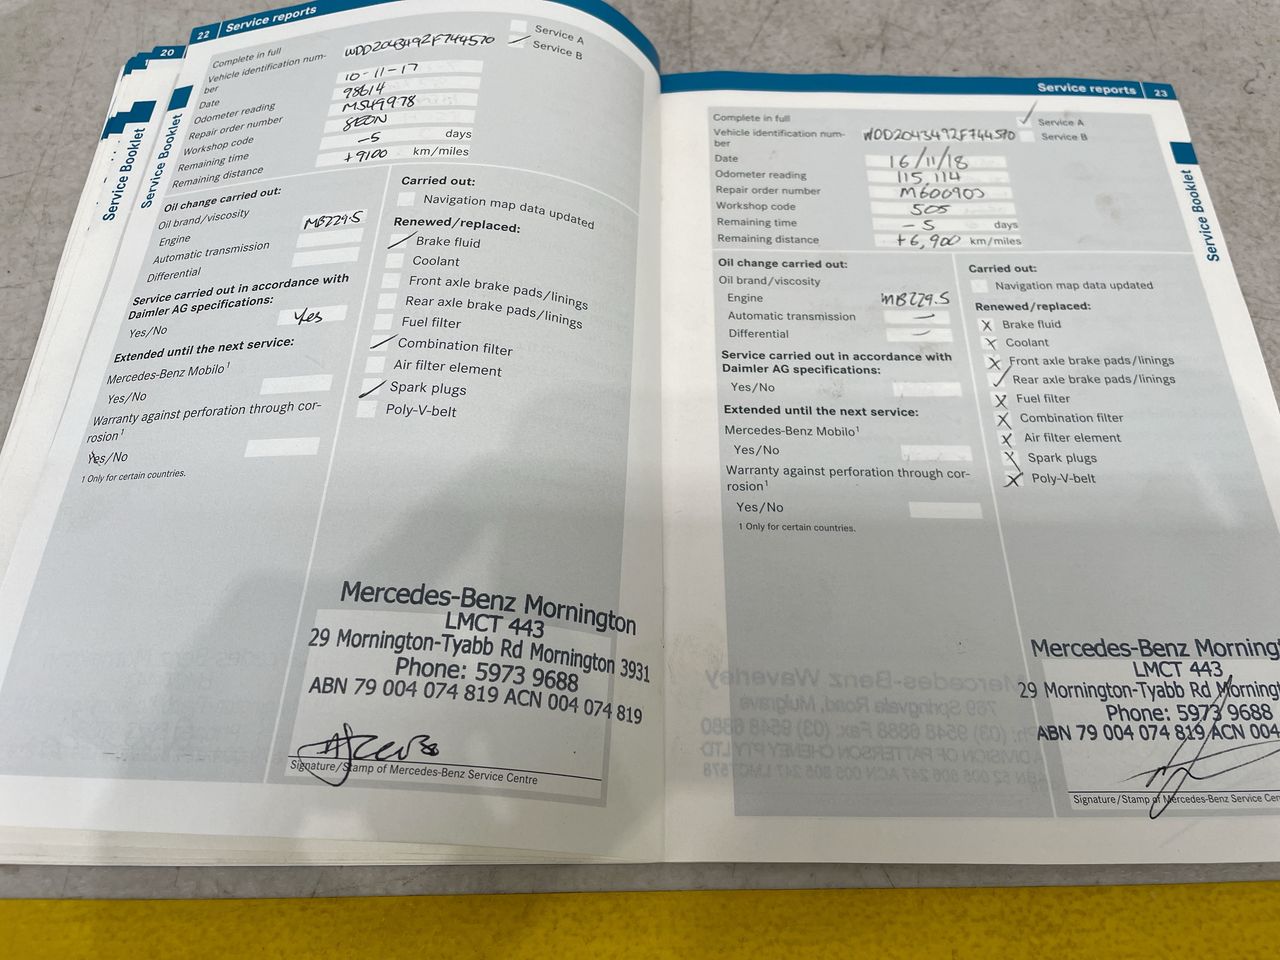 20
22 Service reports
Complete in full
Service A
Service B
Vehicle identification num-
ber
WDD2043492F744570
Date
10-11-17
Odometer reading
98614
Repair order number
M549978
Workshop code
Remaining time
-5 days
Remaining distance
+9100 km/miles
Oil change carried out:
Oil brand/viscosity
Engine
MB229.5
Automatic transmission
Differential
Service carried out in accordance with
Daimler AG specifications:
Yes/No
Yes
Extended until the next service:
Mercedes-Benz Mobilo¹
Yes/No
Warranty against perforation through cor-
rosion¹
Yes/No
1 Only for certain countries.
Carried out:
Navigation map data updated
Renewed/replaced:
Brake fluid
Coolant
Front axle brake pads/linings
Rear axle brake pads/linings
Fuel filter
Combination filter
Air filter element
Spark plugs
Poly-V-belt
Mercedes-Benz Mornington
LMCT 443
29 Mornington-Tyabb Rd Mornington 3931
Phone: 5973 9688
ABN 79 004 074 819 ACN 004 074 819
Signature/Stamp of Mercedes-Benz Service Centre
Service Booklet
Service Booklet
Service reports 23
Complete in full
Service A
Service B
Vehicle identification num-
ber
WDD2043492F744570
Date
16/11/18
Odometer reading
115,114
Repair order number
M600903
Workshop code
505
Remaining time
-5 days
Remaining distance
+6,900 km/miles
Oil change carried out:
Oil brand/viscosity
Engine
MB229.5
Automatic transmission
—
Differential
—
Service carried out in accordance with
Daimler AG specifications:
Yes/No
Extended until the next service:
Mercedes-Benz Mobilo¹
Yes/No
Warranty against perforation through cor-
rosion¹
Yes/No
1 Only for certain countries.
Carried out:
Navigation map data updated
Renewed/replaced:
X Brake fluid
X Coolant
X Front axle brake pads/linings
Rear axle brake pads/linings
X Fuel filter
X Combination filter
X Air filter element
X Spark plugs
X Poly-V-belt
Mercedes-Benz Morning
LMCT 443
29 Mornington-Tyabb Rd Morningt
Phone: 5973 9688
ABN 79 004 074 819 ACN 004
Signature/Stamp of Mercedes-Benz Service Cen
Service Booklet